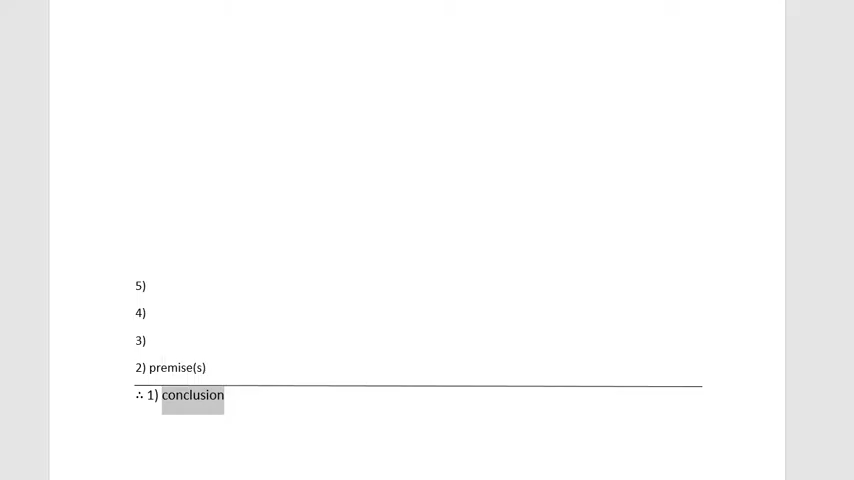 5)
4)
3)
2) premise(s)
∴ 1) conclusion